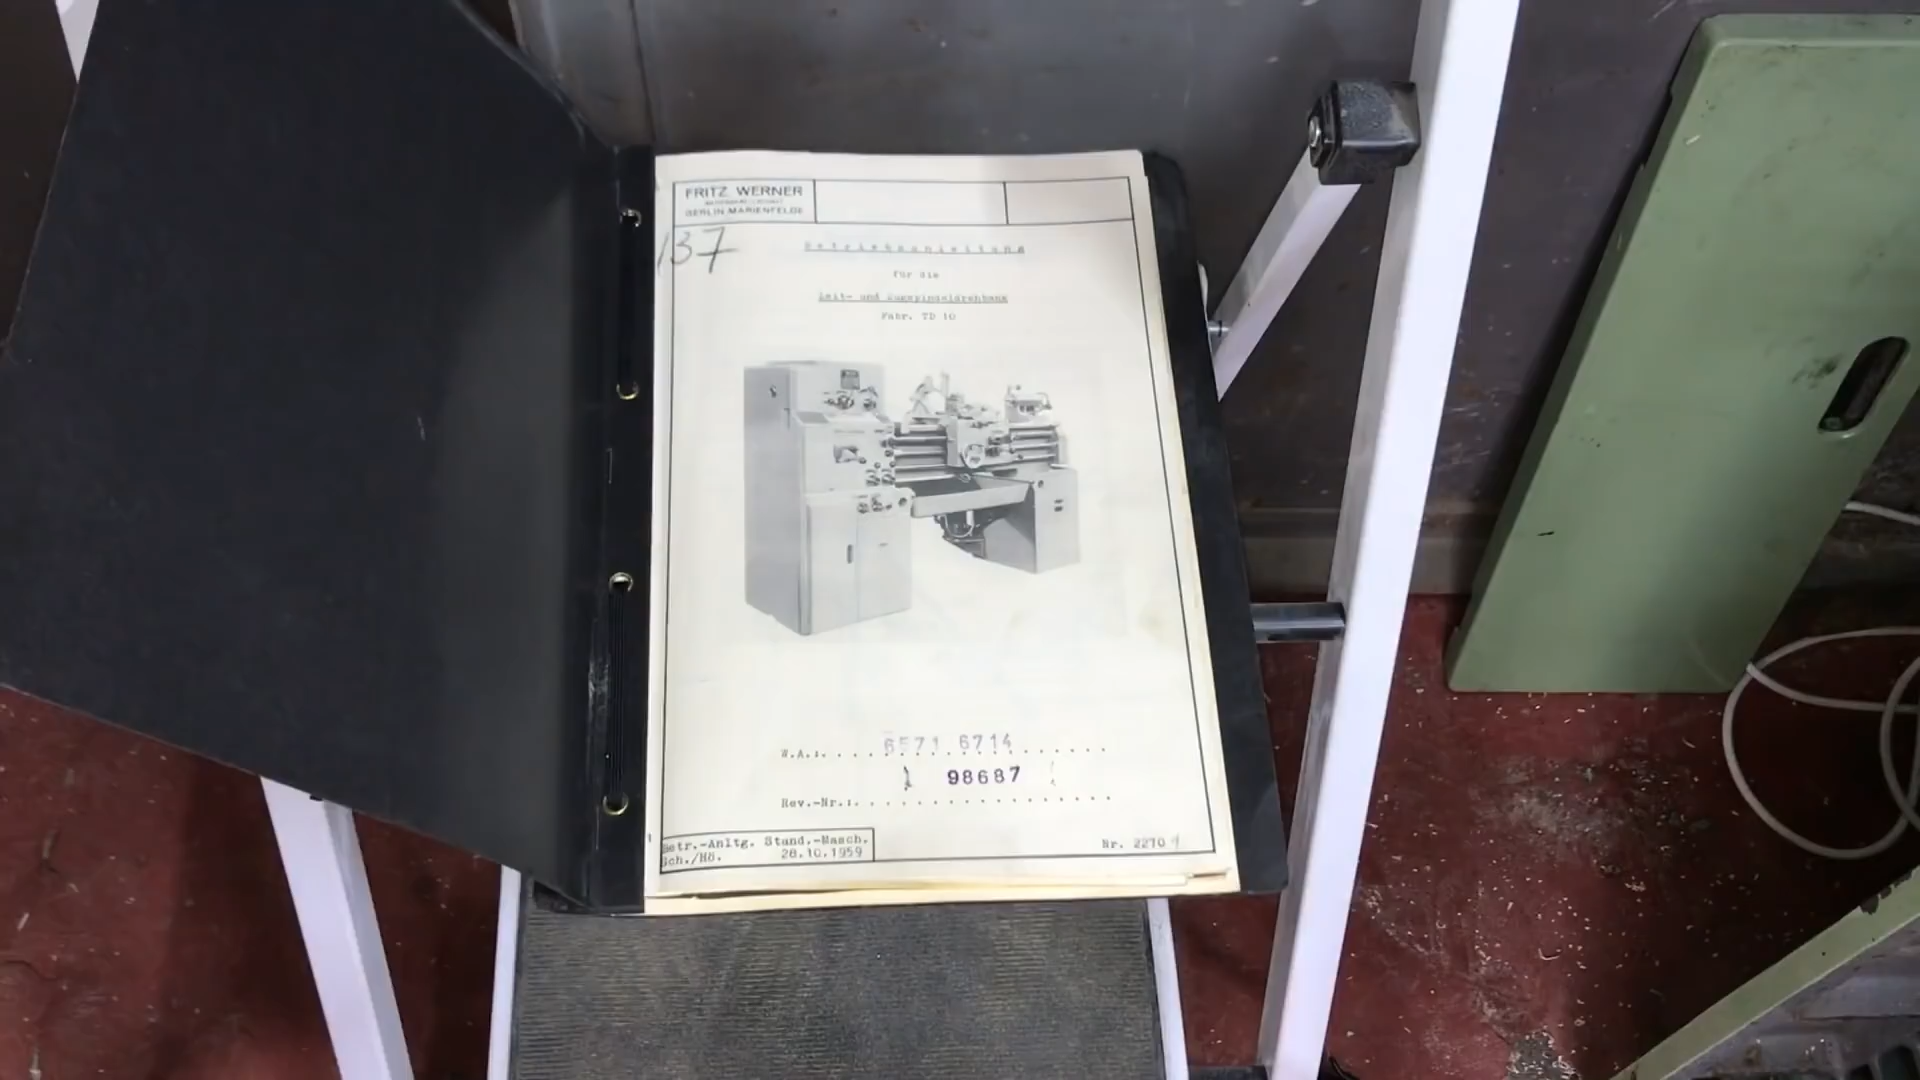 FRITZ WERNER
BERLIN-MARIENFELDE
137
Betriebsanleitung
für die
Leit- und Zugspindeldrehbank
Fabr. TD 10
W.A.: 6571 6714
98687
Rev.-Nr.:
Betr.-Anltg. Stand.-Masch.
Sch./Hö. 28.10.1959
Nr. 2270